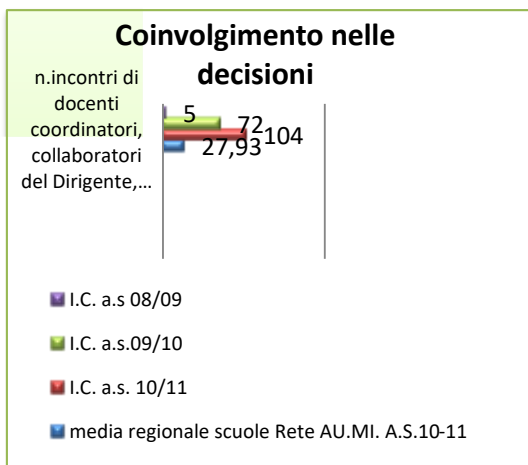 Coinvolgimento nelle
decisioni
n.incontri di
docenti
coordinatori,
collaboratori
del Dirigente,...
5
72
104
27,93
I.C. a.s 08/09
I.C. a.s.09/10
I.C. a.s. 10/11
media regionale scuole Rete AU.MI. A.S.10-11